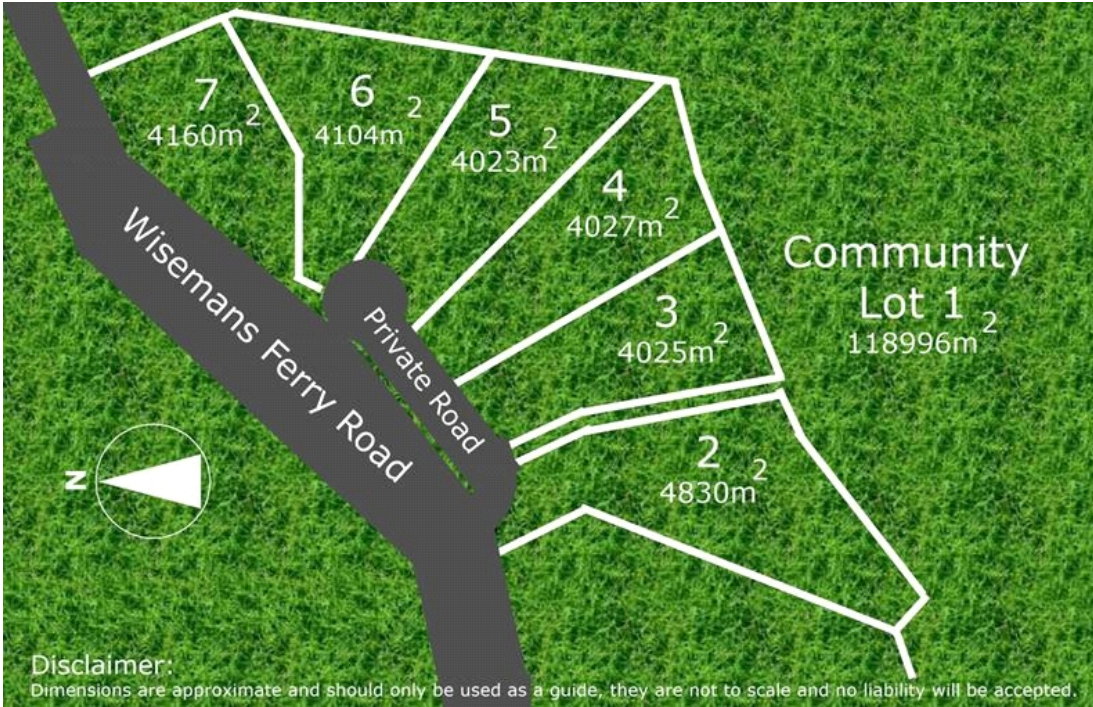 7
4160m²
6
4104m²
5
4023m²
4
4027m²
3
4025m²
2
4830m²
Community
Lot 1
118996m²
Wisemans Ferry Road
Private Road
N
Disclaimer:
Dimensions are approximate and should only be used as a guide, they are not to scale and no liability will be accepted.